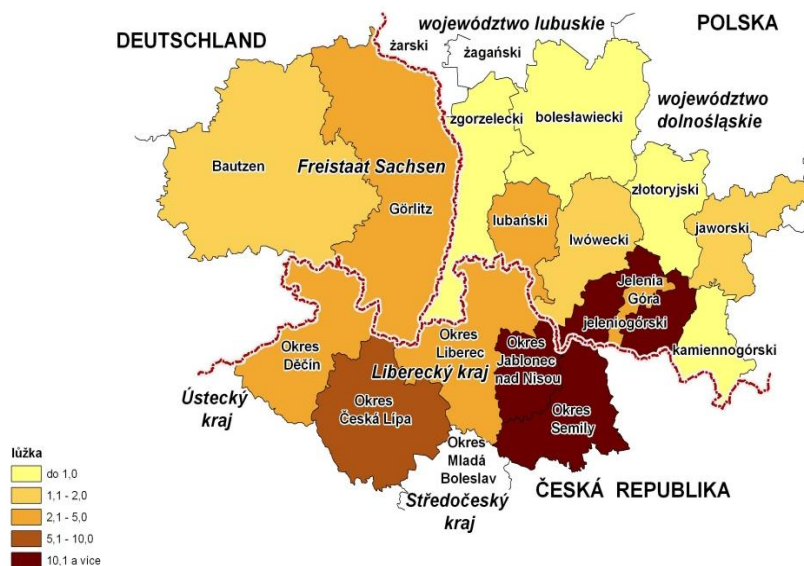 DEUTSCHLAND
województwo lubuskie
POLSKA
żarski
żagański
zgorzelecki
bolesławiecki
województwo
dolnośląskie
Bautzen
Freistaat Sachsen
złotoryjski
Görlitz
lubański
lwówecki
jaworski
Jelenia
Góra
jeleniogórski
kamiennogórski
Okres
Děčín
Okres
Liberec
Okres
Jablonec
nad Nisou
Liberecký kraj
Ústecký
kraj
Okres
Česká Lípa
Okres
Semily
Okres
Mladá
Boleslav
Středočeský
kraj
ČESKÁ REPUBLIKA
lůžka
do 1,0
1,1 - 2,0
2,1 - 5,0
5,1 - 10,0
10,1 a více